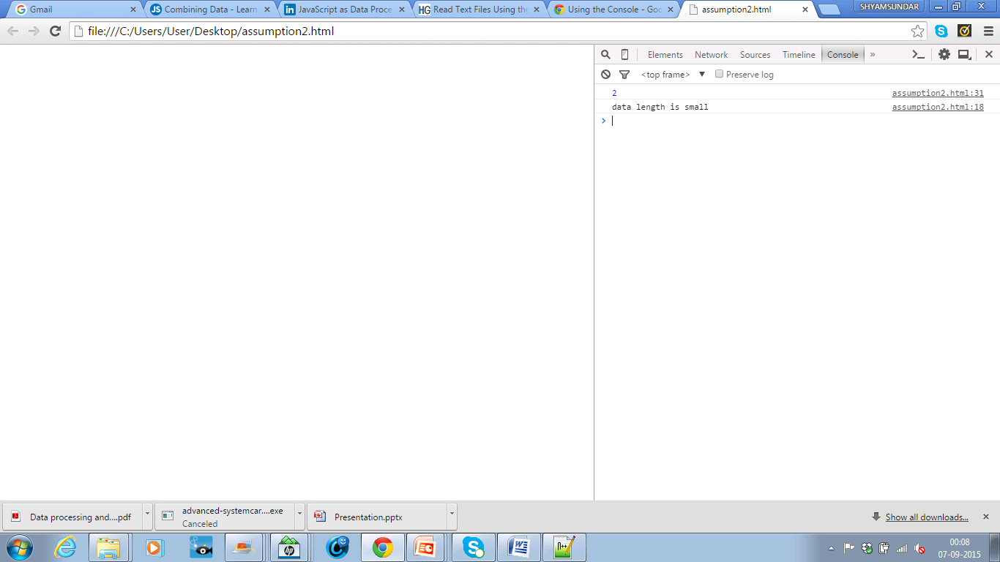 Gmail
Combining Data - Learn
JavaScript as Data Proce
HG Read Text Files Using the
Using the Console - Goo
assumption2.html
SHYAMSUNDAR
file:///C:/Users/User/Desktop/assumption2.html
Elements Network Sources Timeline Console »
<top frame> ▼ Preserve log
2 assumption2.html:31
data length is small assumption2.html:18
>
Data processing and....pdf
advanced-systemcar....exe
Canceled
Presentation.pptx
Show all downloads...
00:08
07-09-2015